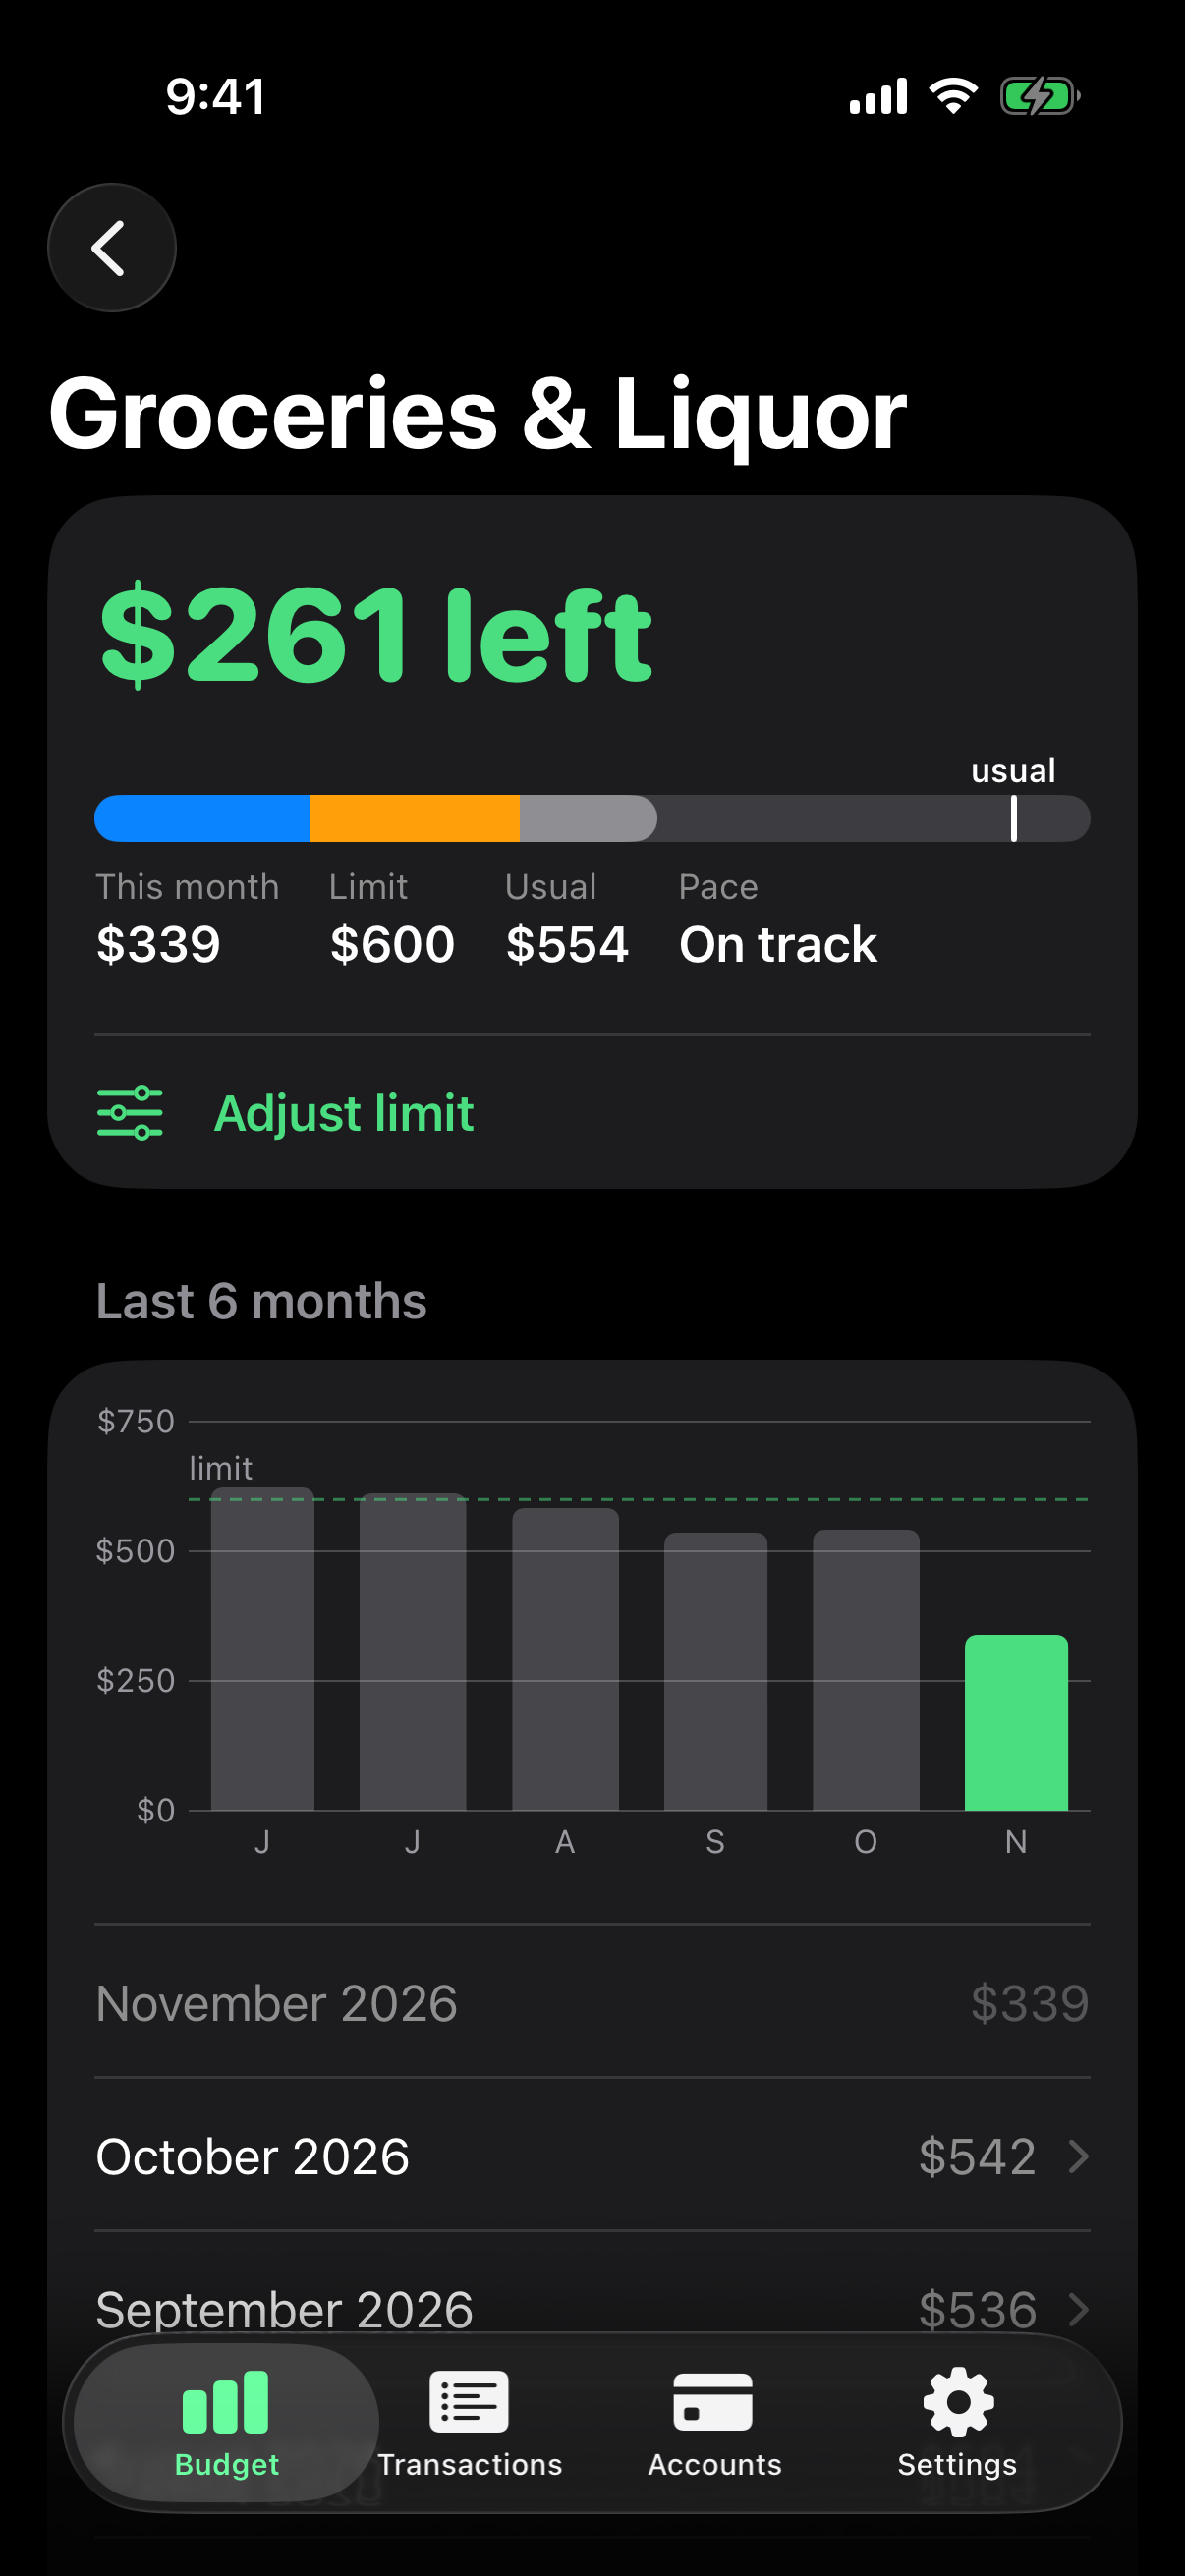 9:41
Groceries & Liquor
$261 left
usual
This month Limit Usual Pace
$339 $600 $554 On track
Adjust limit
Last 6 months
$750
limit
$500
$250
$0
J J A S O N
November 2026 $339
October 2026 $542
September 2026 $536
Budget Transactions Accounts Settings